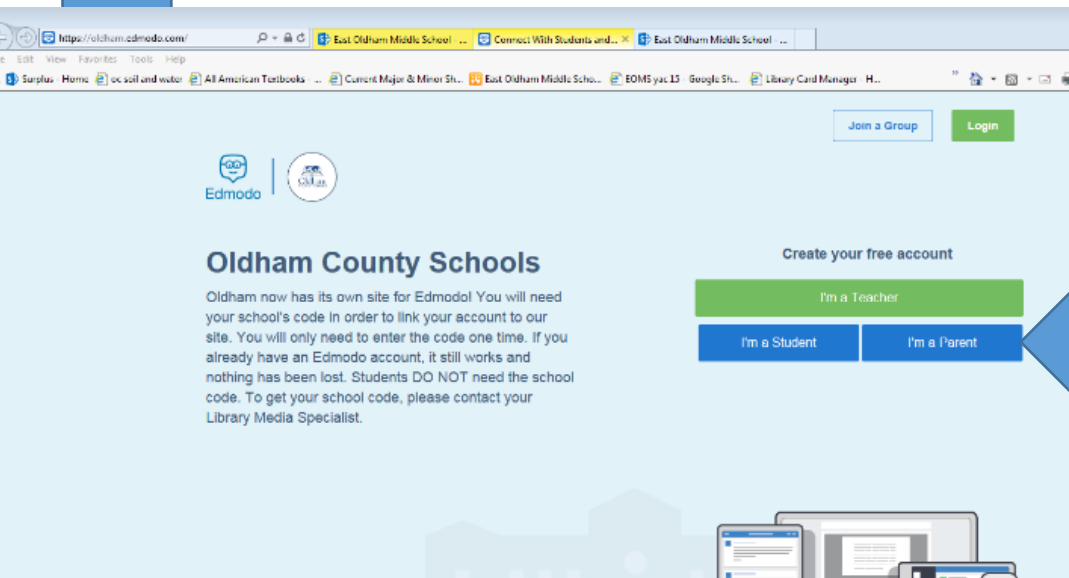 https://oldham.edmodo.com/
East Oldham Middle School - ...
Connect With Students and...
East Oldham Middle School - ...
Edit View Favorites Tools Help
Surplus - Home
oc soil and water
All American Textbooks - ...
Current Major & Minor Sh...
East Oldham Middle Scho...
EOMS yac 15 - Google Sh...
Library Card Manager - H...
Join a Group
Login
Edmodo
Oldham County Schools
Oldham now has its own site for Edmodo! You will need
your school's code in order to link your account to our
site. You will only need to enter the code one time. If you
already have an Edmodo account, it still works and
nothing has been lost. Students DO NOT need the school
code. To get your school code, please contact your
Library Media Specialist.
Create your free account
I'm a Teacher
I'm a Student
I'm a Parent